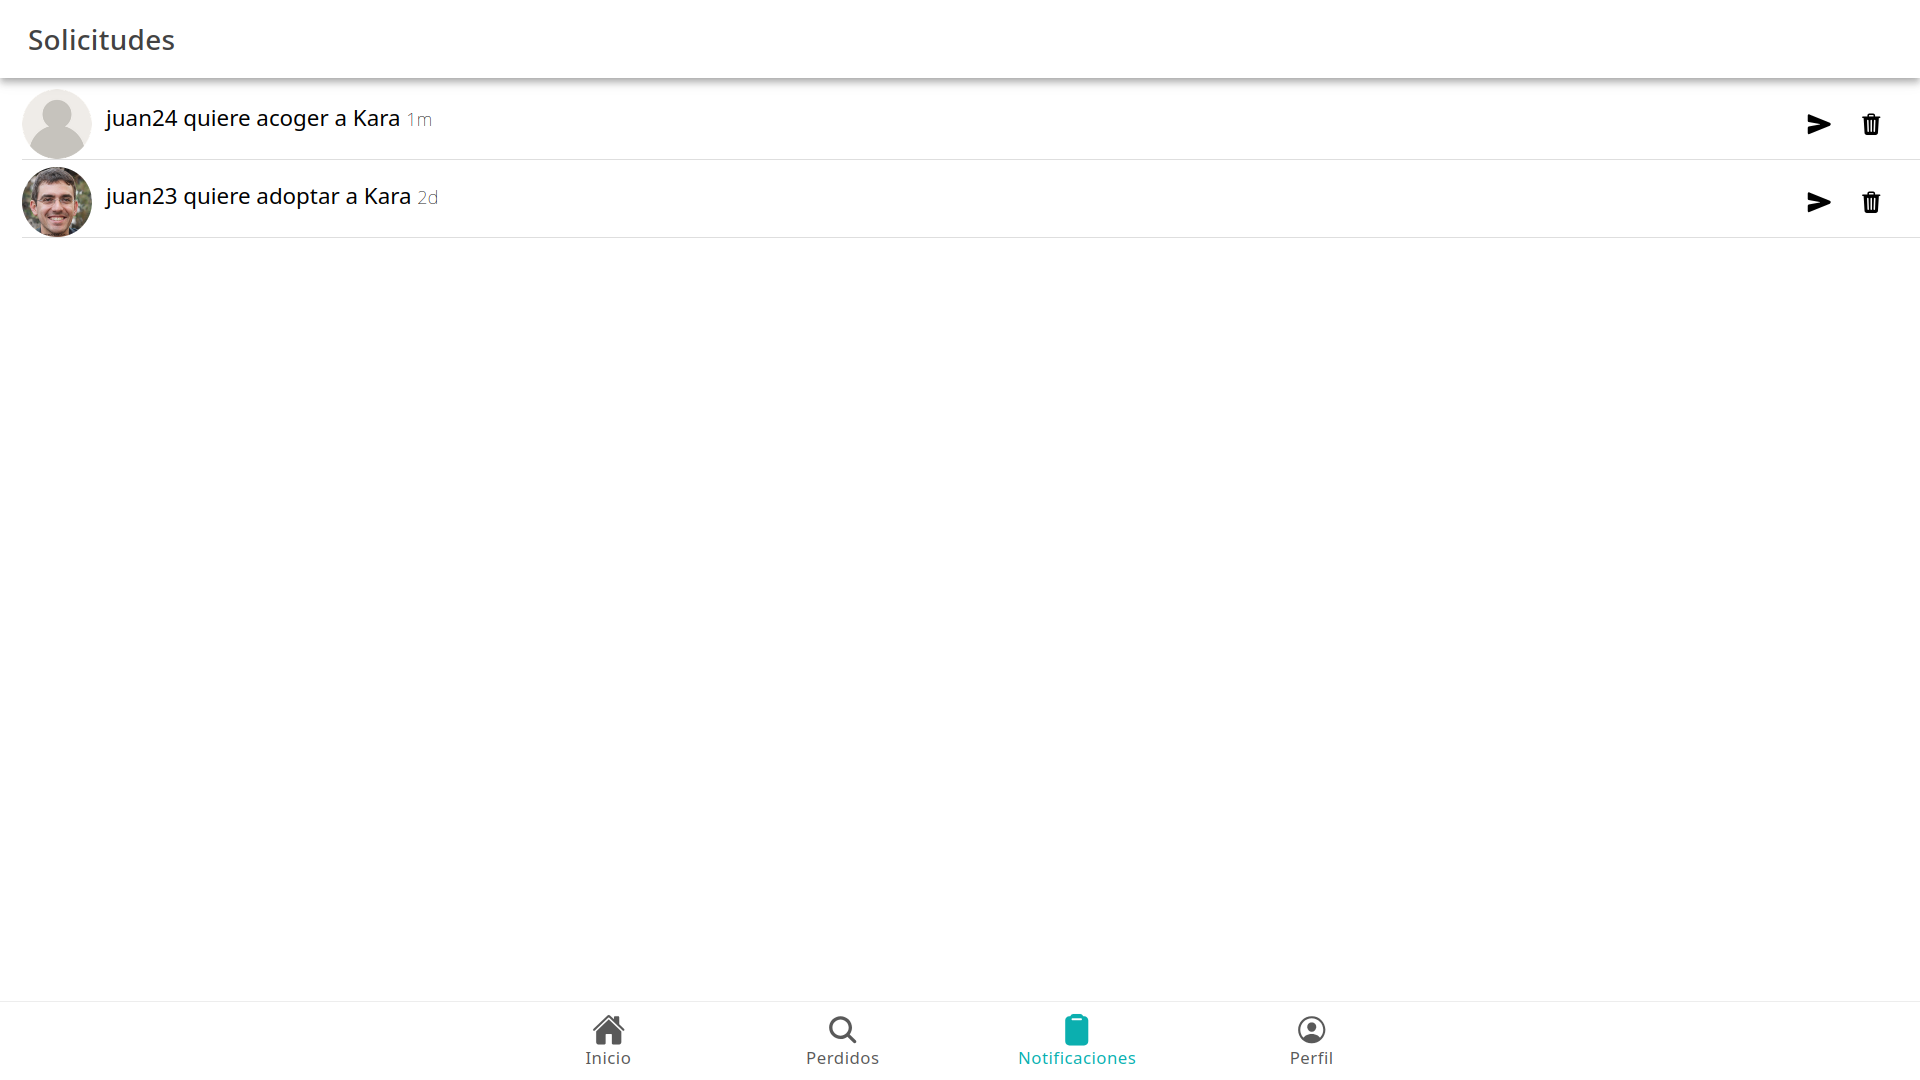 Solicitudes
juan24 quiere acoger a Kara 1m
juan23 quiere adoptar a Kara 2d
Inicio
Perdidos
Notificaciones
Perfil